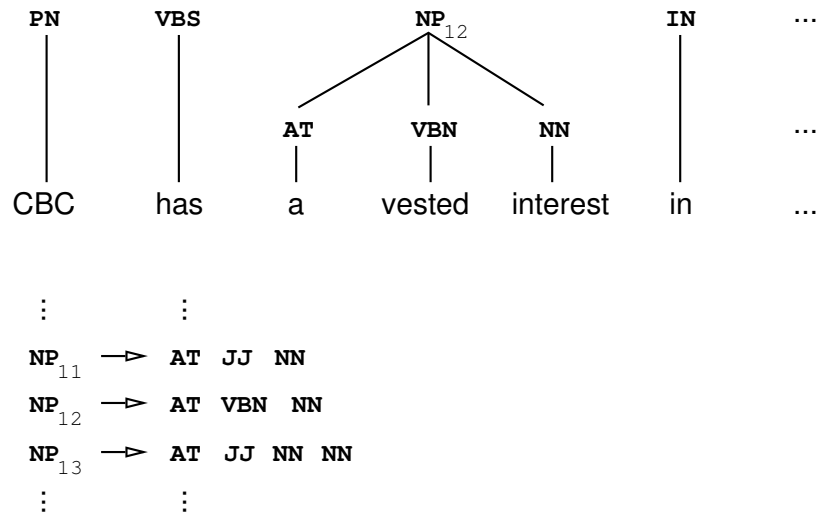 PN VBS NP12 IN ...
AT VBN NN ...
CBC has a vested interest in ...
⋮ ⋮
NP11 → AT JJ NN
NP12 → AT VBN NN
NP13 → AT JJ NN NN
⋮ ⋮